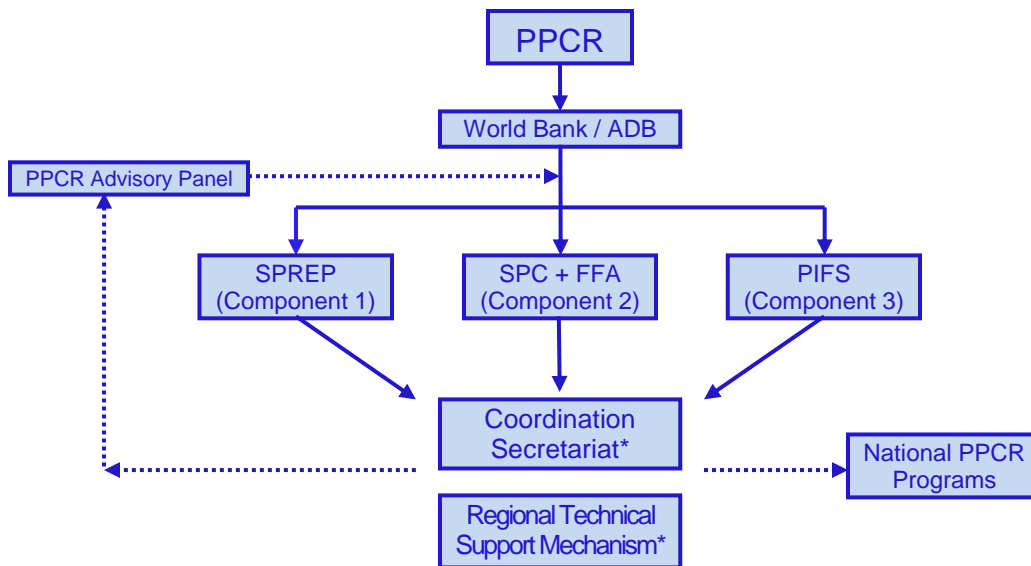 PPCR
World Bank / ADB
PPCR Advisory Panel
SPREP
(Component 1)
SPC + FFA
(Component 2)
PIFS
(Component 3)
Coordination
Secretariat*
National PPCR
Programs
Regional Technical
Support Mechanism*